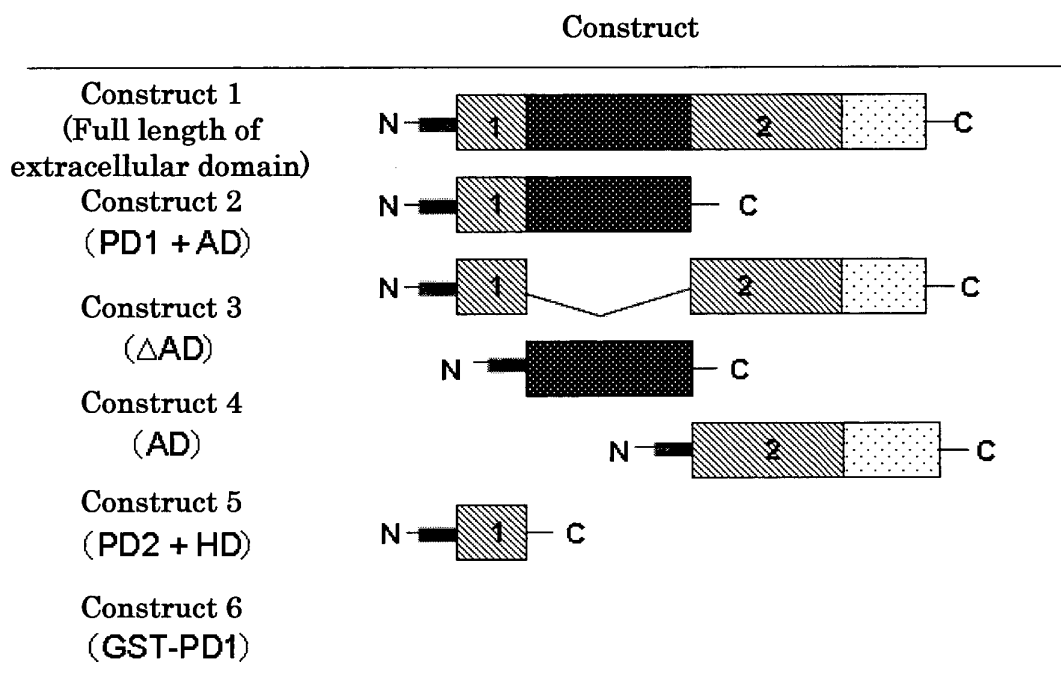 Construct
Construct 1
(Full length of
extracellular domain)
N 1 2 C
Construct 2
(PD1 + AD)
N 1 C
Construct 3
(△AD)
N 1 2 C
Construct 4
(AD)
N C
Construct 5
(PD2 + HD)
N 2 C
Construct 6
(GST-PD1)
N 1 C